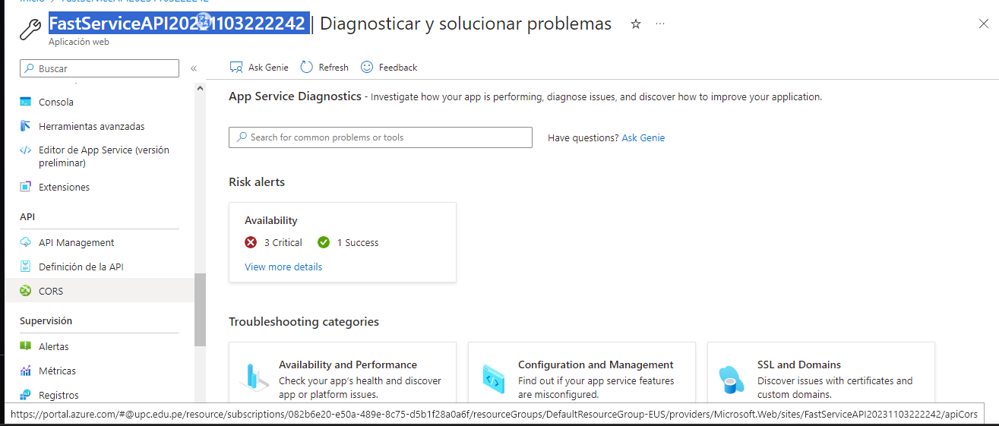 Inicio > FastServiceAPI20231103222242
FastServiceAPI20231103222242 | Diagnosticar y solucionar problemas
Aplicación web
Buscar
Consola
Herramientas avanzadas
Editor de App Service (versión
preliminar)
Extensiones
API
API Management
Definición de la API
CORS
Supervisión
Alertas
Métricas
Registros
Ask Genie Refresh Feedback
App Service Diagnostics - Investigate how your app is performing, diagnose issues, and discover how to improve your application.
Search for common problems or tools
Have questions? Ask Genie
Risk alerts
Availability
3 Critical 1 Success
View more details
Troubleshooting categories
Availability and Performance
Check your app's health and discover
app or platform issues.
Configuration and Management
Find out if your app service features
are misconfigured.
SSL and Domains
Discover issues with certificates and
custom domains.
https://portal.azure.com/#@upc.edu.pe/resource/subscriptions/082b6e20-e50a-489e-8c75-d5b1f28a0a6f/resourceGroups/DefaultResourceGroup-EUS/providers/Microsoft.Web/sites/FastServiceAPI20231103222242/apiCors